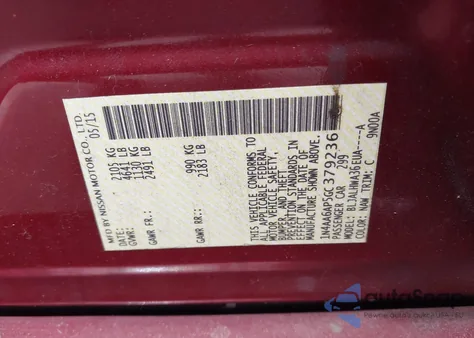 MFD BY NISSAN MOTOR CO., LTD.
DATE: 05/15
GVWR: 2105 KG
4641 LB
GAWR FR: 1130 KG
2491 LB
GAWR RR: 990 KG
2183 LB
THIS VEHICLE CONFORMS TO
ALL APPLICABLE FEDERAL
MOTOR VEHICLE SAFETY,
BUMPER, AND THEFT
PREVENTION STANDARDS IN
EFFECT ON THE DATE OF
MANUFACTURE SHOWN ABOVE.
1N4AA6AP5GC379236
PASSENGER CAR 299
MODEL: BL1ALHWA36EUA----A
COLOR: NAW TRIM: C 9N00A
autoSnap